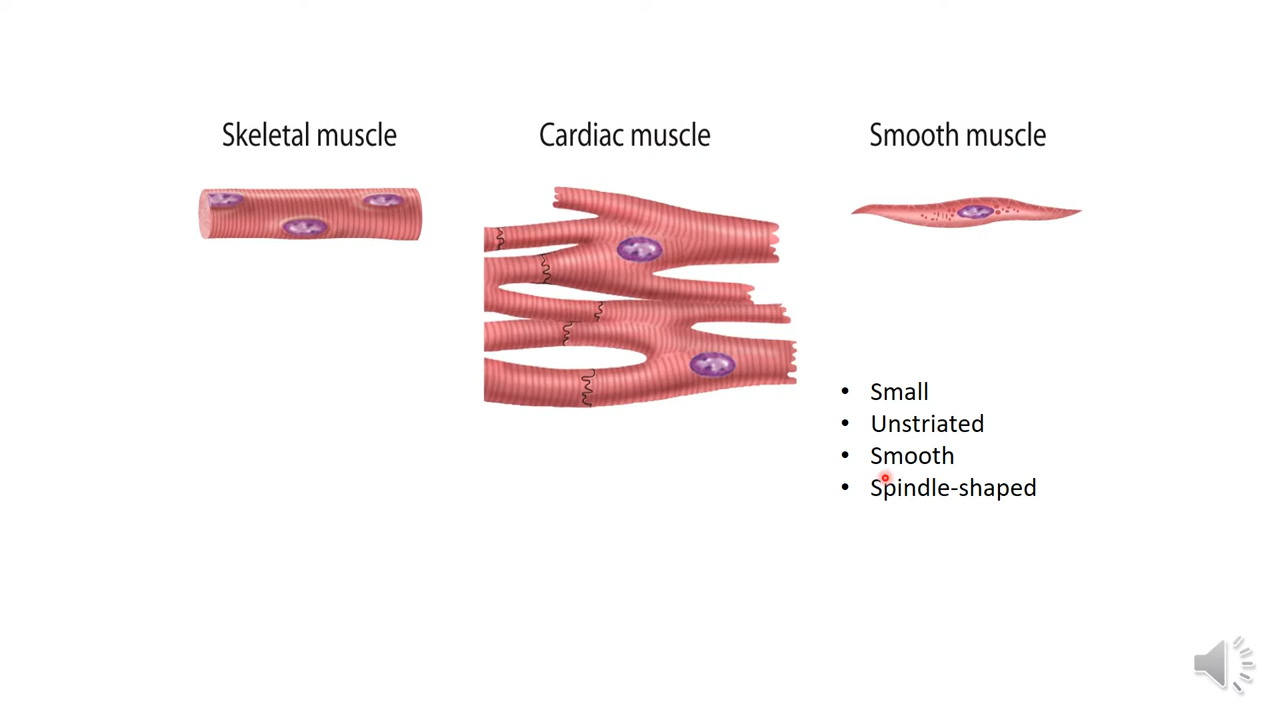 Skeletal muscle
Cardiac muscle
Smooth muscle
• Small
• Unstriated
• Smooth
• Spindle-shaped